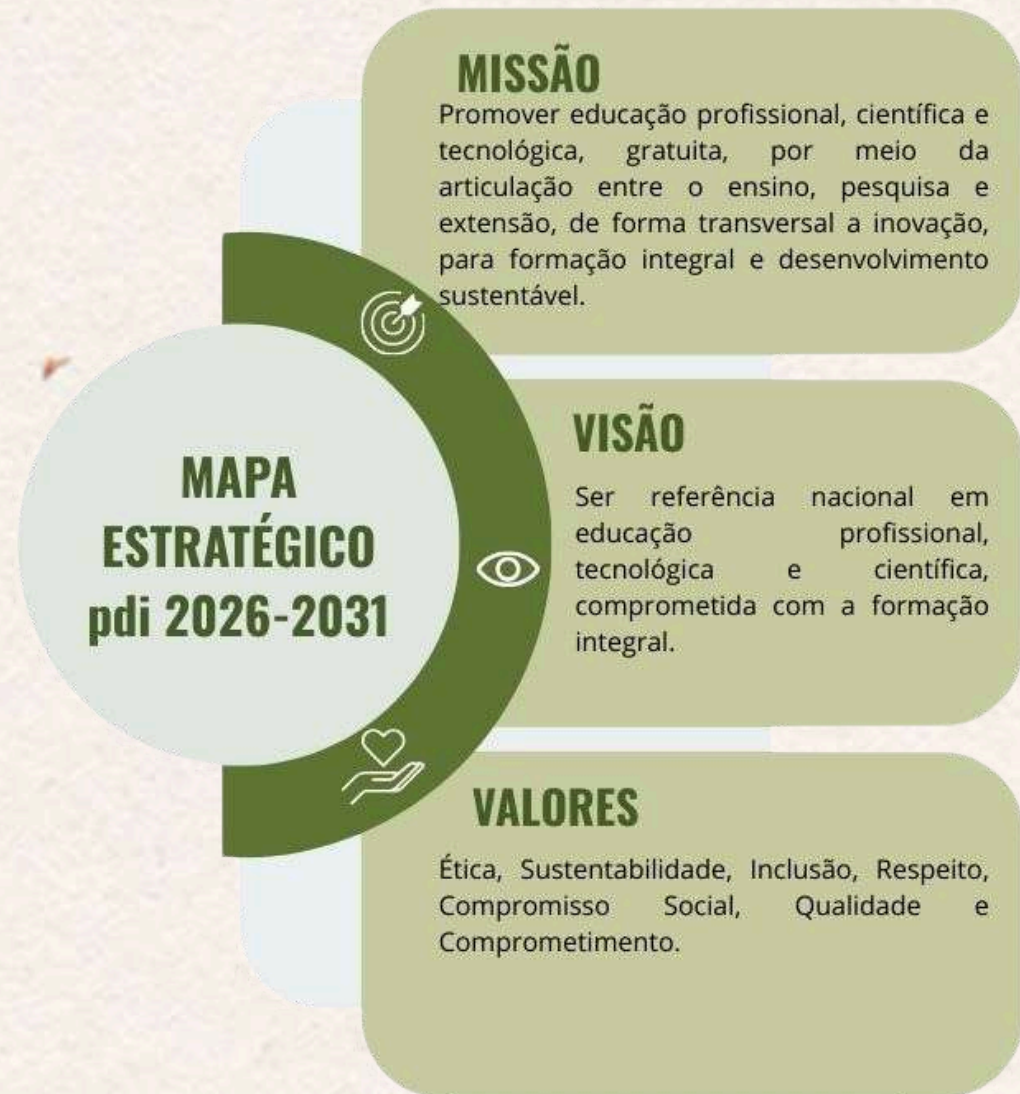 MISSÃO
Promover educação profissional, científica e
tecnológica, gratuita, por meio da
articulação entre o ensino, pesquisa e
extensão, de forma transversal a inovação,
para formação integral e desenvolvimento
sustentável.
MAPA
ESTRATÉGICO
pdi 2026-2031
VISÃO
Ser referência nacional em
educação profissional,
tecnológica e científica,
comprometida com a formação
integral.
VALORES
Ética, Sustentabilidade, Inclusão, Respeito,
Compromisso Social, Qualidade e
Comprometimento.